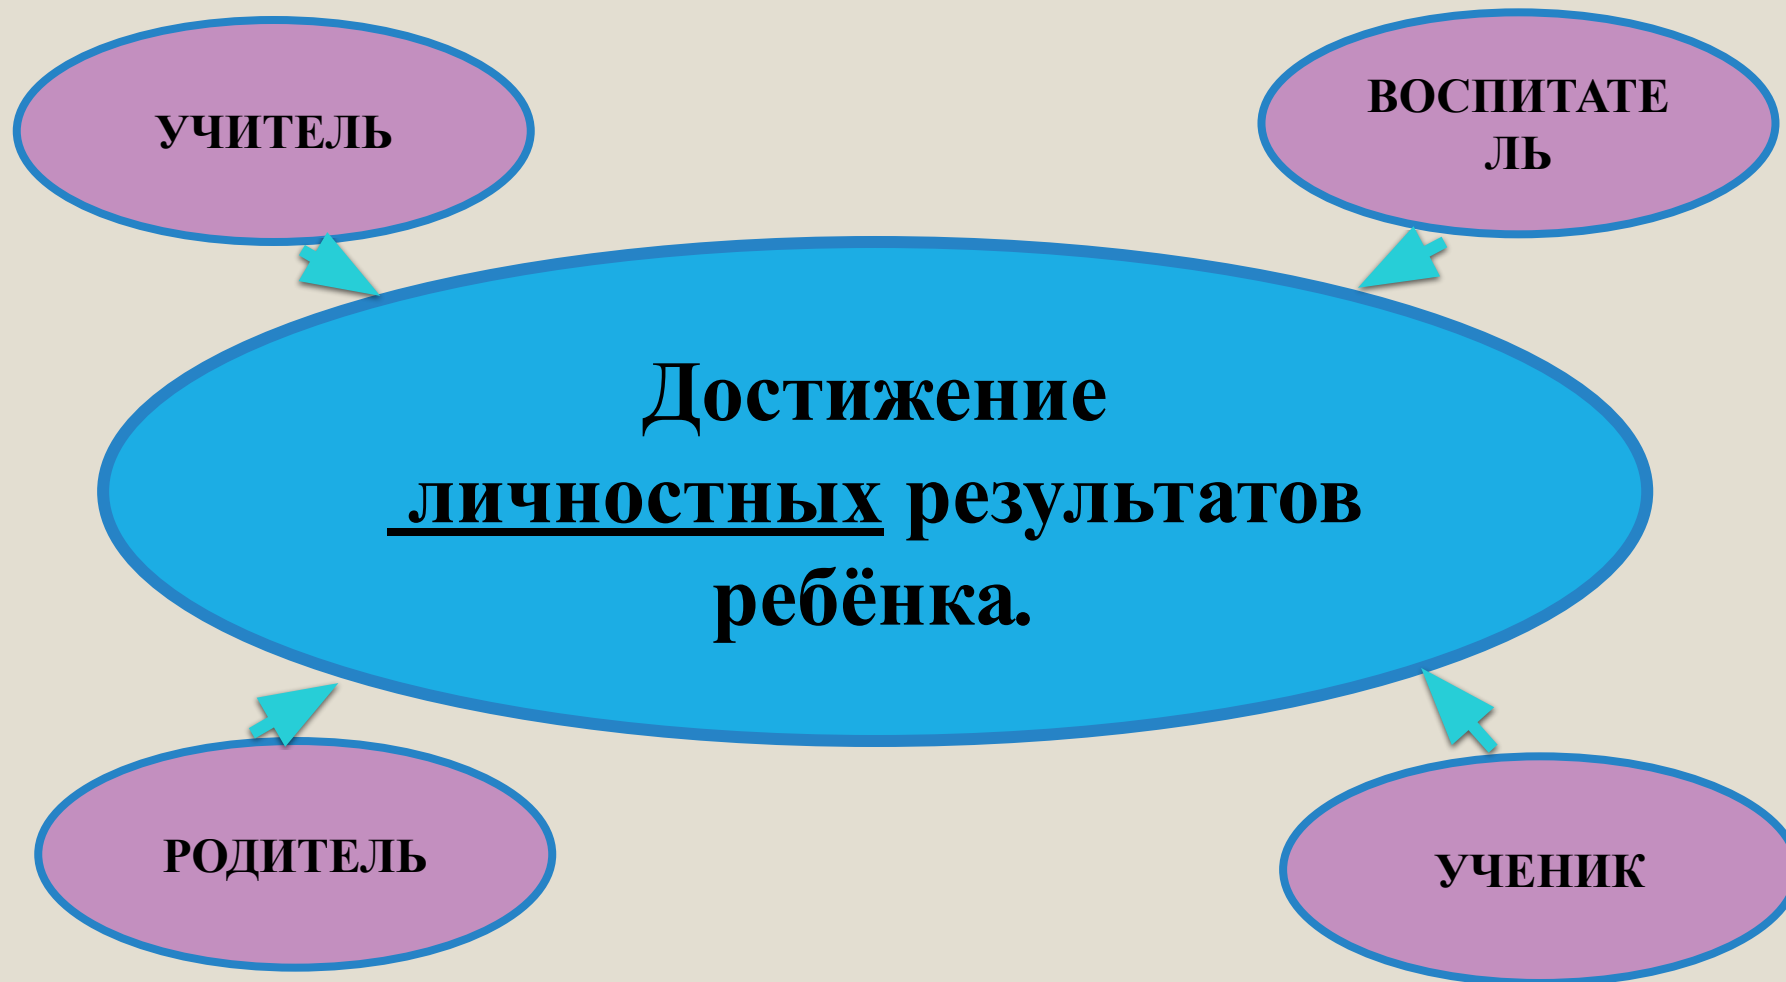 УЧИТЕЛЬ
ВОСПИТАТЕ
ЛЬ
Достижение
личностных результатов
ребёнка.
РОДИТЕЛЬ
УЧЕНИК